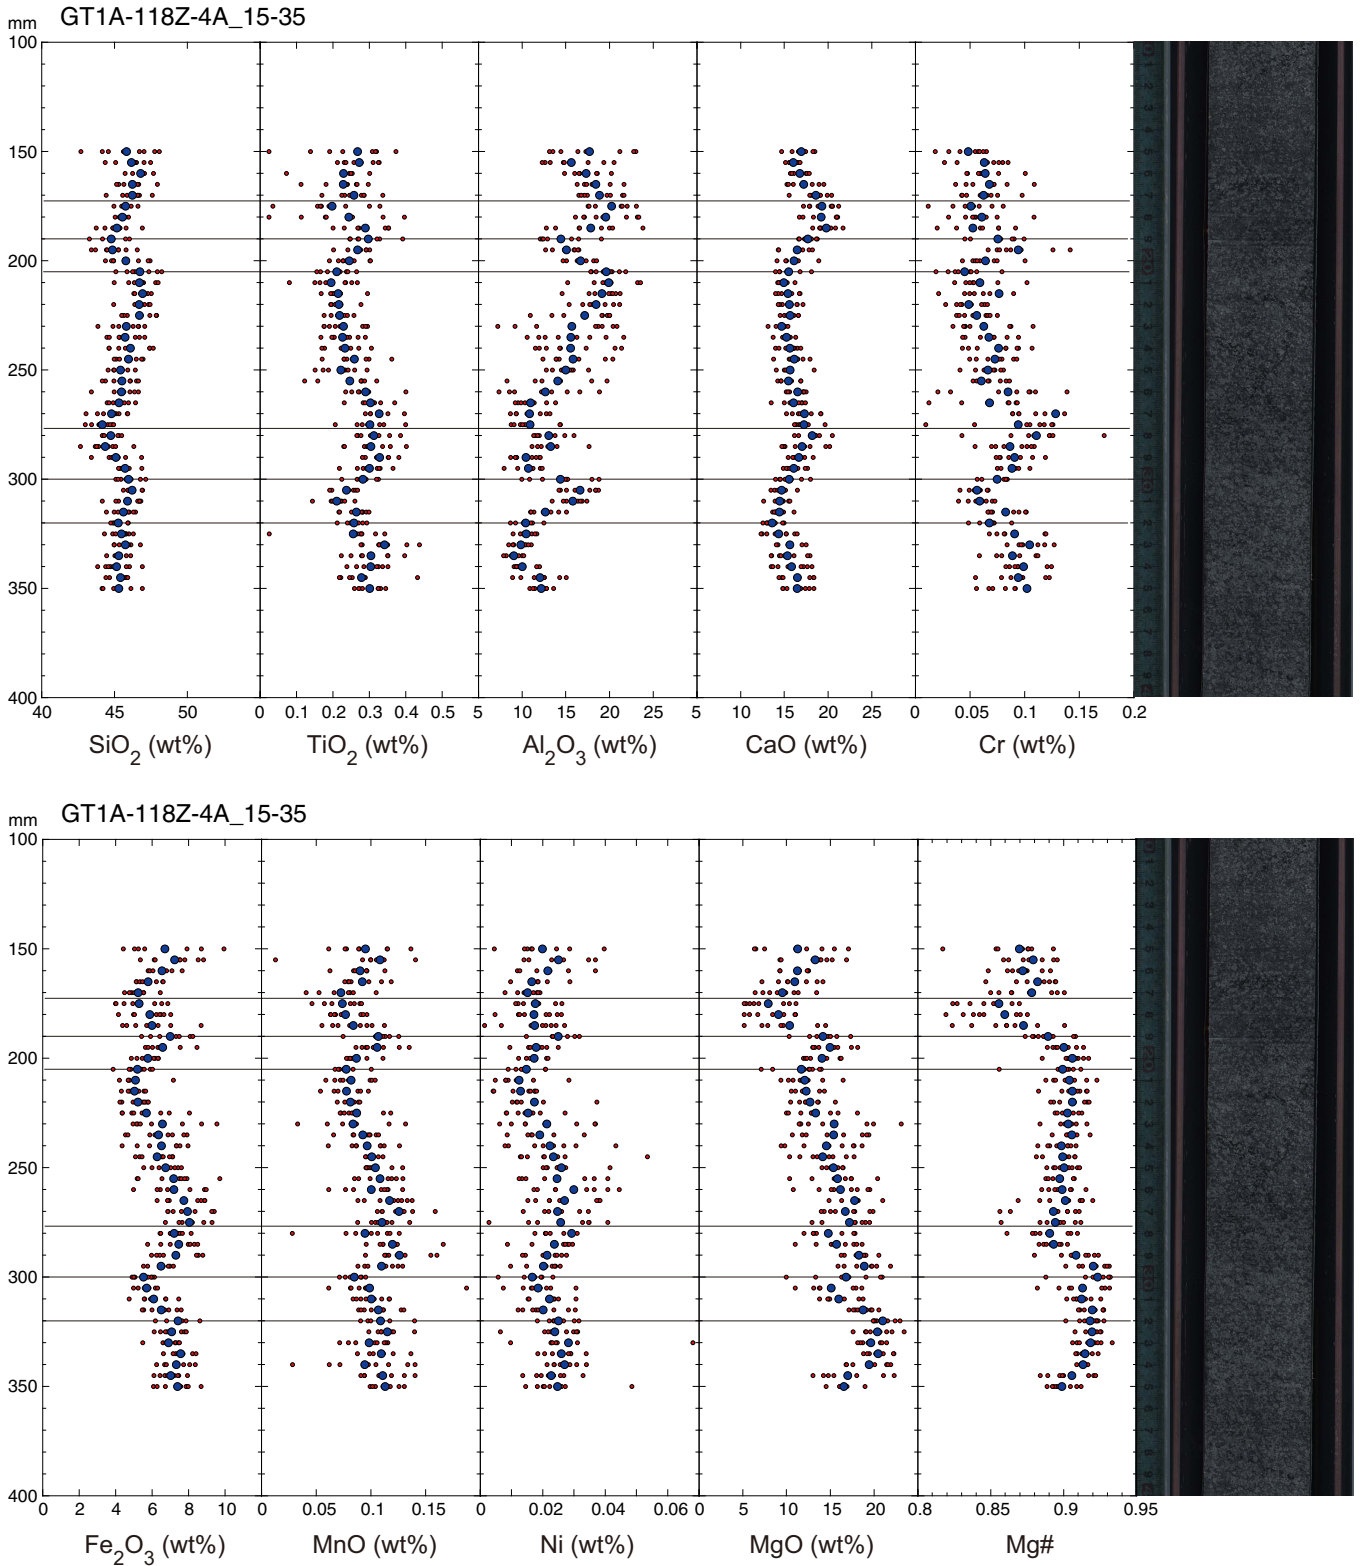 GT1A-118Z-4A_15-35
mm
100
150
200
250
300
350
400
40 45 50
0 0.1 0.2 0.3 0.4 0.5
5 10 15 20 25
10 15 20 25
0 0.05 0.1 0.15 0.2
SiO2 (wt%) TiO2 (wt%) Al2O3 (wt%) CaO (wt%) Cr (wt%)
GT1A-118Z-4A_15-35
mm
100
150
200
250
300
350
400
0 2 4 6 8 10
0 0.05 0.1 0.15
0 0.02 0.04 0.06
5 10 15 20
0.8 0.85 0.9 0.95
Fe2O3 (wt%) MnO (wt%) Ni (wt%) MgO (wt%) Mg#